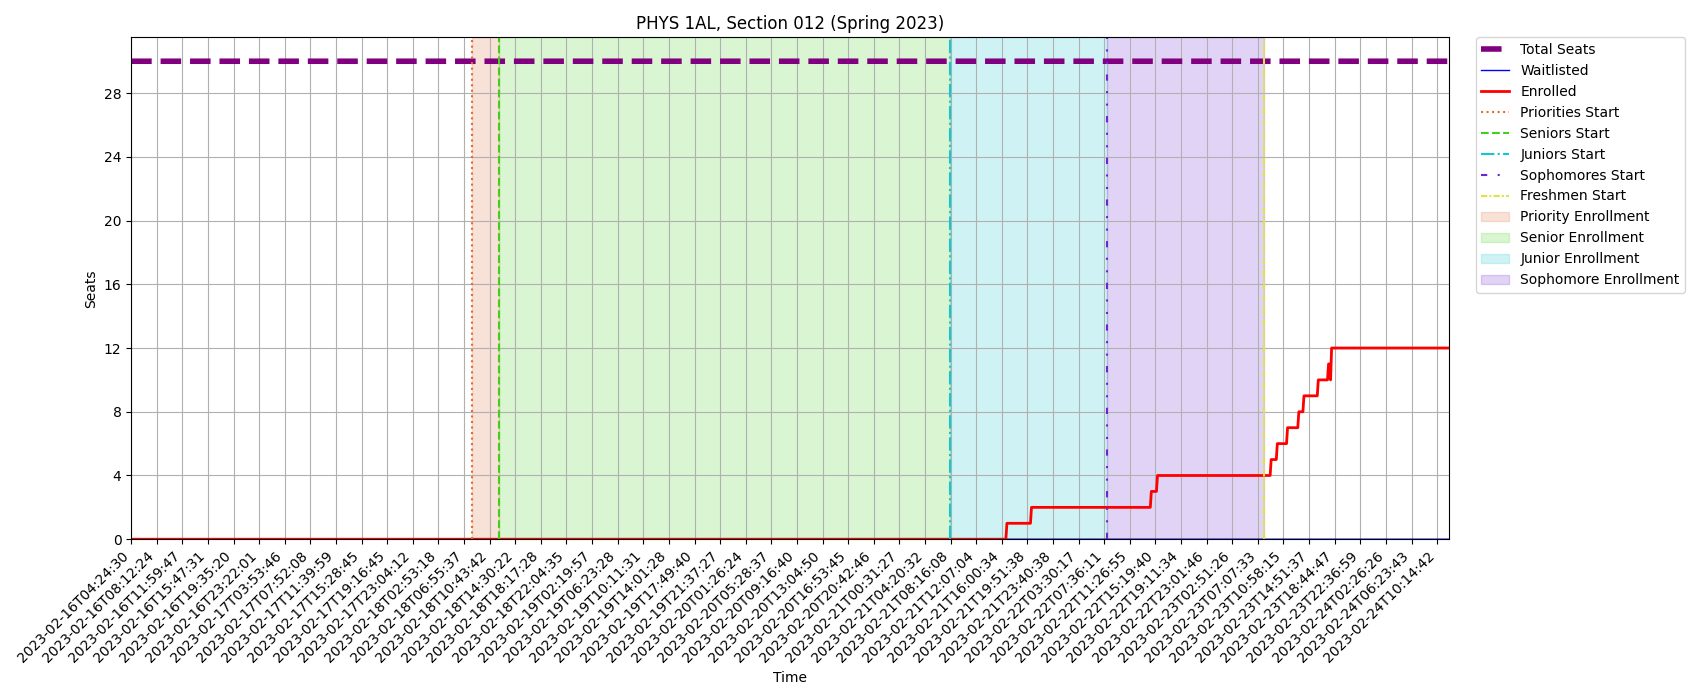 PHYS 1AL, Section 012 (Spring 2023)
Seats
28
24
20
16
12
8
4
0
2023-02-16T04:24:30
2023-02-16T08:12:24
2023-02-16T11:59:47
2023-02-16T15:47:31
2023-02-16T19:35:20
2023-02-16T23:22:01
2023-02-17T03:53:46
2023-02-17T07:52:08
2023-02-17T11:39:59
2023-02-17T15:28:45
2023-02-17T19:16:45
2023-02-17T23:04:12
2023-02-18T02:53:18
2023-02-18T06:55:37
2023-02-18T10:43:42
2023-02-18T14:30:22
2023-02-18T18:17:28
2023-02-18T22:04:35
2023-02-19T02:19:57
2023-02-19T06:23:28
2023-02-19T10:11:31
2023-02-19T14:01:28
2023-02-19T17:49:40
2023-02-19T21:37:27
2023-02-20T01:26:24
2023-02-20T05:28:37
2023-02-20T09:16:40
2023-02-20T13:04:50
2023-02-20T16:53:45
2023-02-20T20:42:46
2023-02-21T00:31:27
2023-02-21T04:20:32
2023-02-21T08:16:08
2023-02-21T12:07:04
2023-02-21T16:00:34
2023-02-21T19:51:38
2023-02-21T23:40:38
2023-02-22T03:30:17
2023-02-22T07:36:11
2023-02-22T11:26:55
2023-02-22T15:19:40
2023-02-22T19:11:34
2023-02-22T23:01:46
2023-02-23T02:51:26
2023-02-23T07:07:33
2023-02-23T10:58:15
2023-02-23T14:51:37
2023-02-23T18:44:47
2023-02-23T22:36:59
2023-02-24T02:26:26
2023-02-24T06:23:43
2023-02-24T10:14:42
Time
Total Seats
Waitlisted
Enrolled
Priorities Start
Seniors Start
Juniors Start
Sophomores Start
Freshmen Start
Priority Enrollment
Senior Enrollment
Junior Enrollment
Sophomore Enrollment